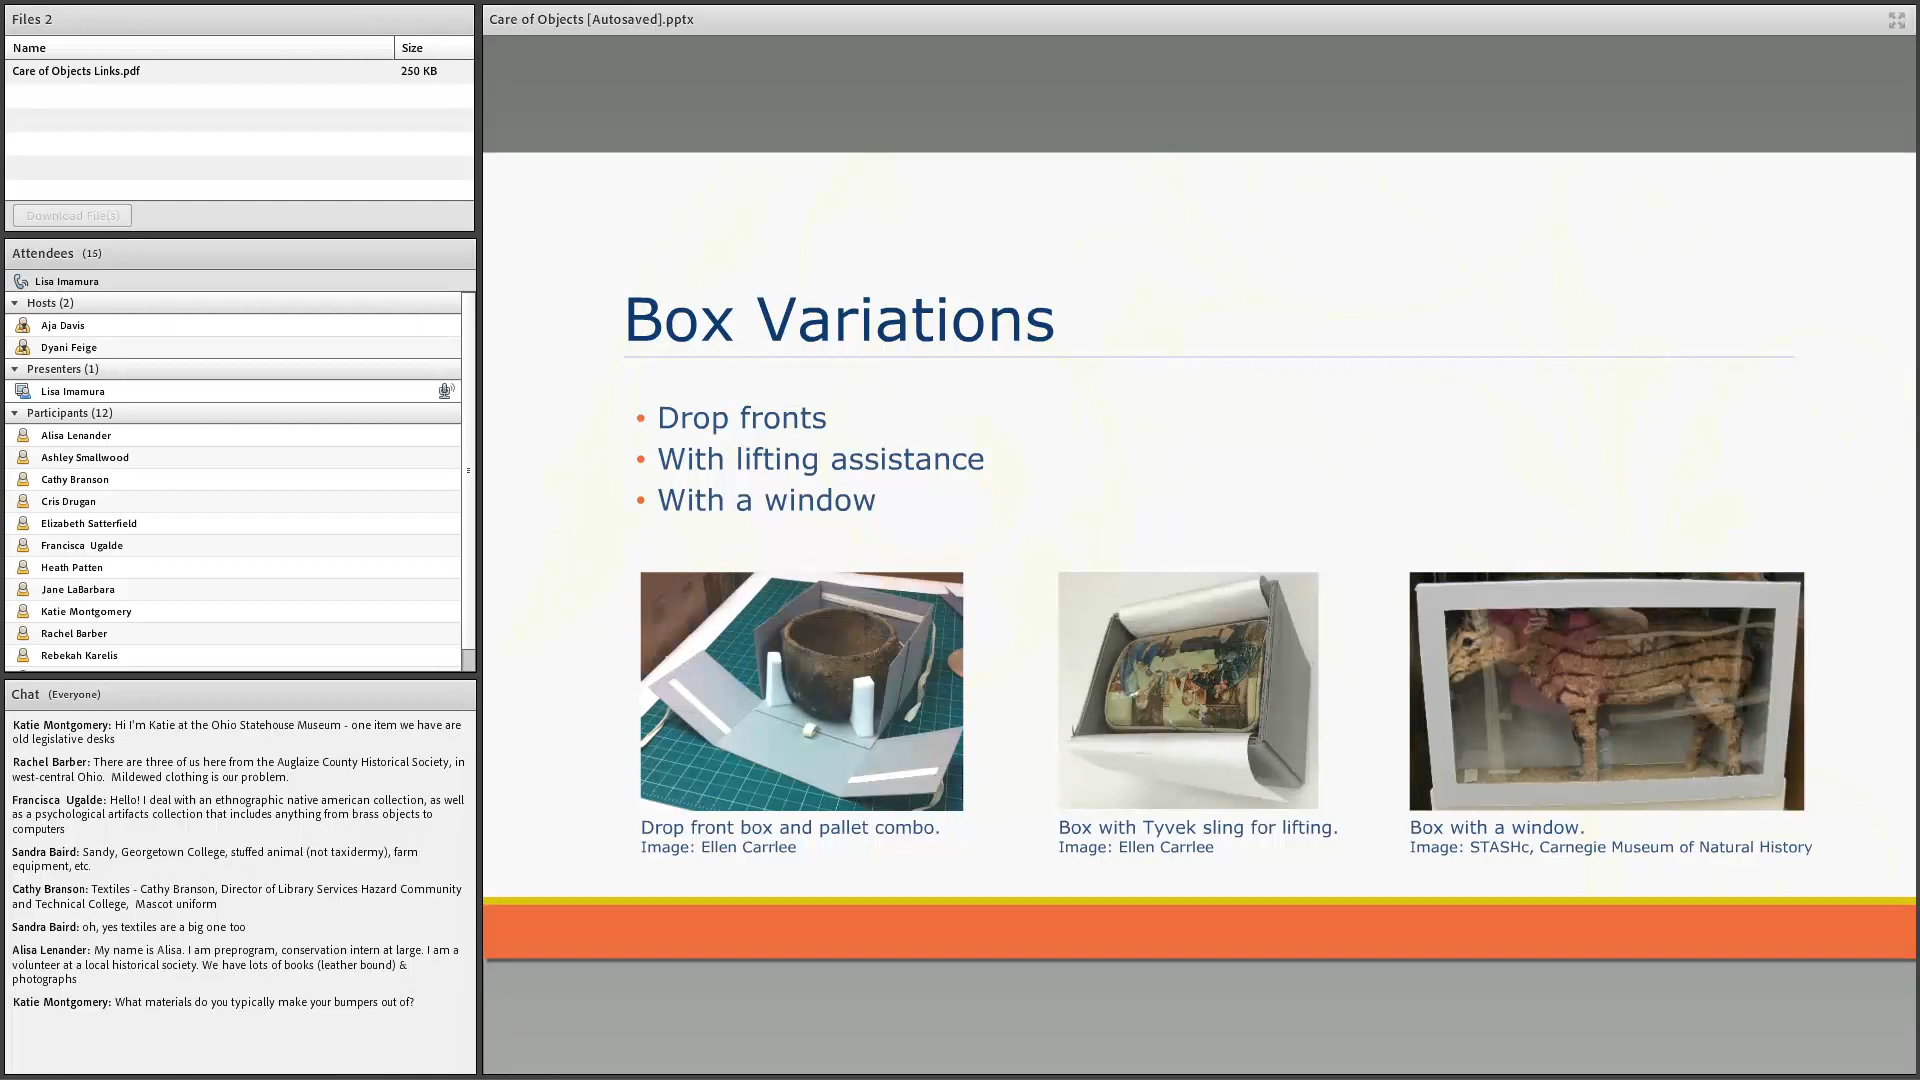 Files 2
Name Size
Care of Objects Links.pdf 250 KB
Download File(s)
Attendees (15)
Lisa Imamura
Hosts (2)
Aja Davis
Dyani Feige
Presenters (1)
Lisa Imamura
Participants (12)
Alisa Lenander
Ashley Smallwood
Cathy Branson
Cris Drugan
Elizabeth Satterfield
Francisca Ugalde
Heath Patten
Jane LaBarbara
Katie Montgomery
Rachel Barber
Rebekah Karelis
Chat (Everyone)
Katie Montgomery: Hi I'm Katie at the Ohio Statehouse Museum - one item we have are
old legislative desks
Rachel Barber: There are three of us here from the Auglaize County Historical Society, in
west-central Ohio. Mildewed clothing is our problem.
Francisca Ugalde: Hello! I deal with an ethnographic native american collection, as well
as a psychological artifacts collection that includes anything from brass objects to
computers
Sandra Baird: Sandy, Georgetown College, stuffed animal (not taxidermy), farm
equipment, etc.
Cathy Branson: Textiles - Cathy Branson, Director of Library Services Hazard Community
and Technical College, Mascot uniform
Sandra Baird: oh, yes textiles are a big one too
Alisa Lenander: My name is Alisa. I am preprogram, conservation intern at large. I am a
volunteer at a local historical society. We have lots of books (leather bound) &
photographs
Katie Montgomery: What materials do you typically make your bumpers out of?
Care of Objects [Autosaved].pptx
Box Variations
• Drop fronts
• With lifting assistance
• With a window
Drop front box and pallet combo.
Image: Ellen Carrlee
Box with Tyvek sling for lifting.
Image: Ellen Carrlee
Box with a window.
Image: STASHc, Carnegie Museum of Natural History